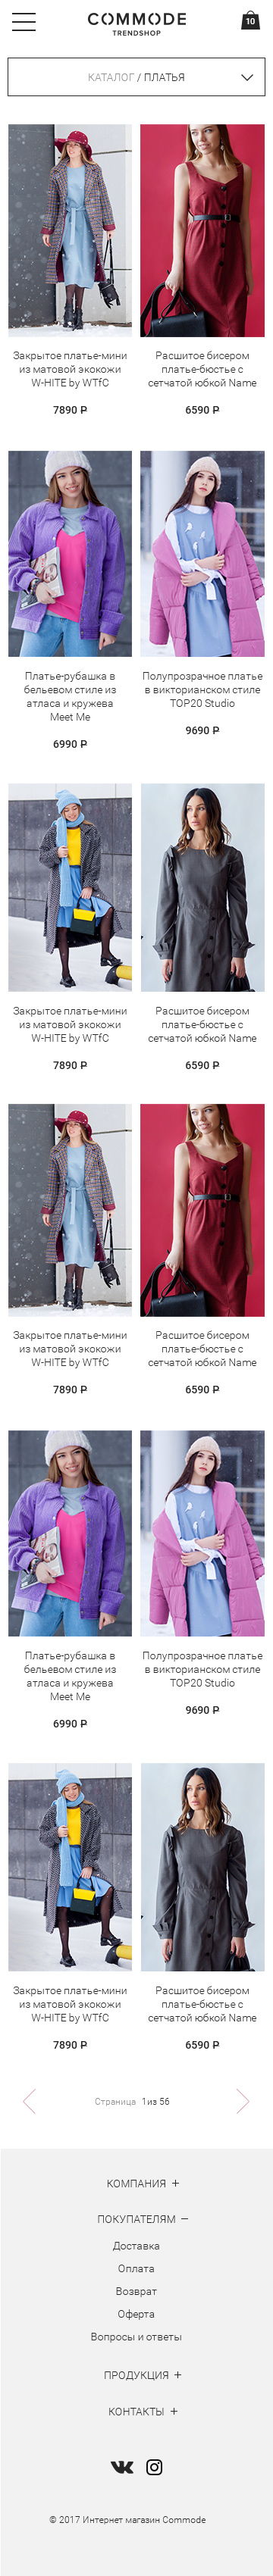 COMMODE
TRENDSHOP
10
КАТАЛОГ / ПЛАТЬЯ
Закрытое платье-мини
из матовой экокожи
W-HITE by WTfC
7890 ₽
Расшитое бисером
платье-бюстье с
сетчатой юбкой Name
6590 ₽
Платье-рубашка в
бельевом стиле из
атласа и кружева
Meet Me
6990 ₽
Полупрозрачное платье
в викторианском стиле
TOP20 Studio
9690 ₽
Закрытое платье-мини
из матовой экокожи
W-HITE by WTfC
7890 ₽
Расшитое бисером
платье-бюстье с
сетчатой юбкой Name
6590 ₽
Закрытое платье-мини
из матовой экокожи
W-HITE by WTfC
7890 ₽
Расшитое бисером
платье-бюстье с
сетчатой юбкой Name
6590 ₽
Платье-рубашка в
бельевом стиле из
атласа и кружева
Meet Me
6990 ₽
Полупрозрачное платье
в викторианском стиле
TOP20 Studio
9690 ₽
Закрытое платье-мини
из матовой экокожи
W-HITE by WTfC
7890 ₽
Расшитое бисером
платье-бюстье с
сетчатой юбкой Name
6590 ₽
Страница 1из 56
КОМПАНИЯ +
ПОКУПАТЕЛЯМ −
Доставка
Оплата
Возврат
Оферта
Вопросы и ответы
ПРОДУКЦИЯ +
КОНТАКТЫ +
© 2017 Интернет магазин Commode